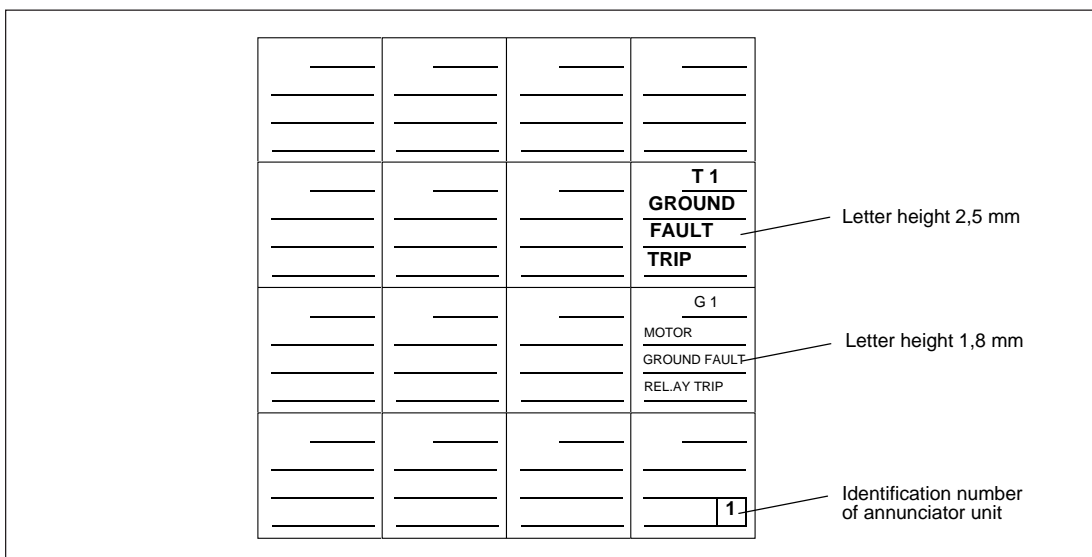 T 1
GROUND
FAULT
TRIP
Letter height 2,5 mm
G 1
MOTOR
GROUND FAULT
REL.AY TRIP
Letter height 1,8 mm
1
Identification number
of annunciator unit